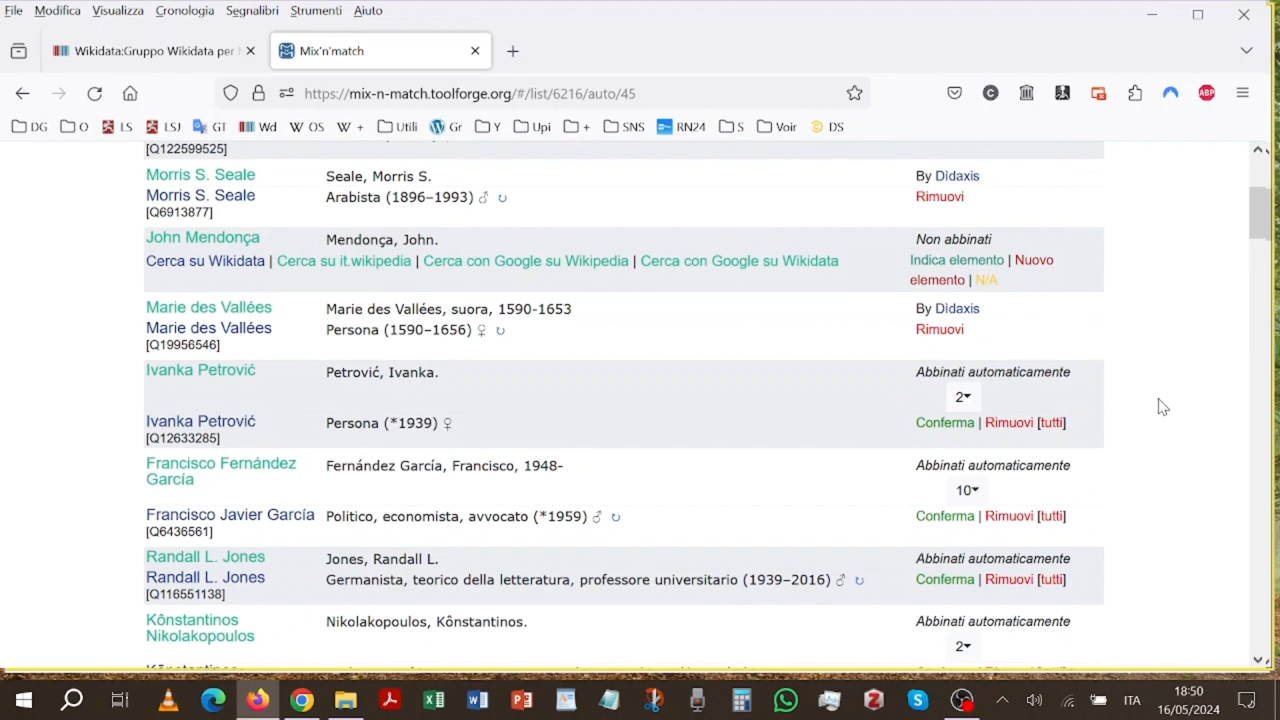 File Modifica Visualizza Cronologia Segnalibri Strumenti Aiuto
Wikidata:Gruppo Wikidata per
Mix'n'match
https://mix-n-match.toolforge.org/#/list/6216/auto/45
DG O LS LSJ GT Wd OS + Utili Gr Y Upi + SNS RN24 S Voir DS
[Q122599525]
Morris S. Seale Seale, Morris S. By Didaxis
Morris S. Seale Arabista (1896–1993) ♂ ↻ Rimuovi
[Q6913877]
John Mendonça Mendonça, John. Non abbinati
Cerca su Wikidata | Cerca su it.wikipedia | Cerca con Google su Wikipedia | Cerca con Google su Wikidata Indica elemento | Nuovo
elemento | N/A
Marie des Vallées Marie des Vallées, suora, 1590-1653 By Didaxis
Marie des Vallées Persona (1590–1656) ♀ ↻ Rimuovi
[Q19956546]
Ivanka Petrović Petrović, Ivanka. Abbinati automaticamente
2
Ivanka Petrović Persona (*1939) ♀ Conferma | Rimuovi [tutti]
[Q12633285]
Francisco Fernández Fernández García, Francisco, 1948- Abbinati automaticamente
García
10
Francisco Javier García Politico, economista, avvocato (*1959) ♂ ↻ Conferma | Rimuovi [tutti]
[Q6436561]
Randall L. Jones Jones, Randall L. Abbinati automaticamente
Randall L. Jones Germanista, teorico della letteratura, professore universitario (1939–2016) ♂ ↻ Conferma | Rimuovi [tutti]
[Q116551138]
Kônstantinos Nikolakopoulos, Kônstantinos. Abbinati automaticamente
Nikolakopoulos
2
ITA
18:50
16/05/2024